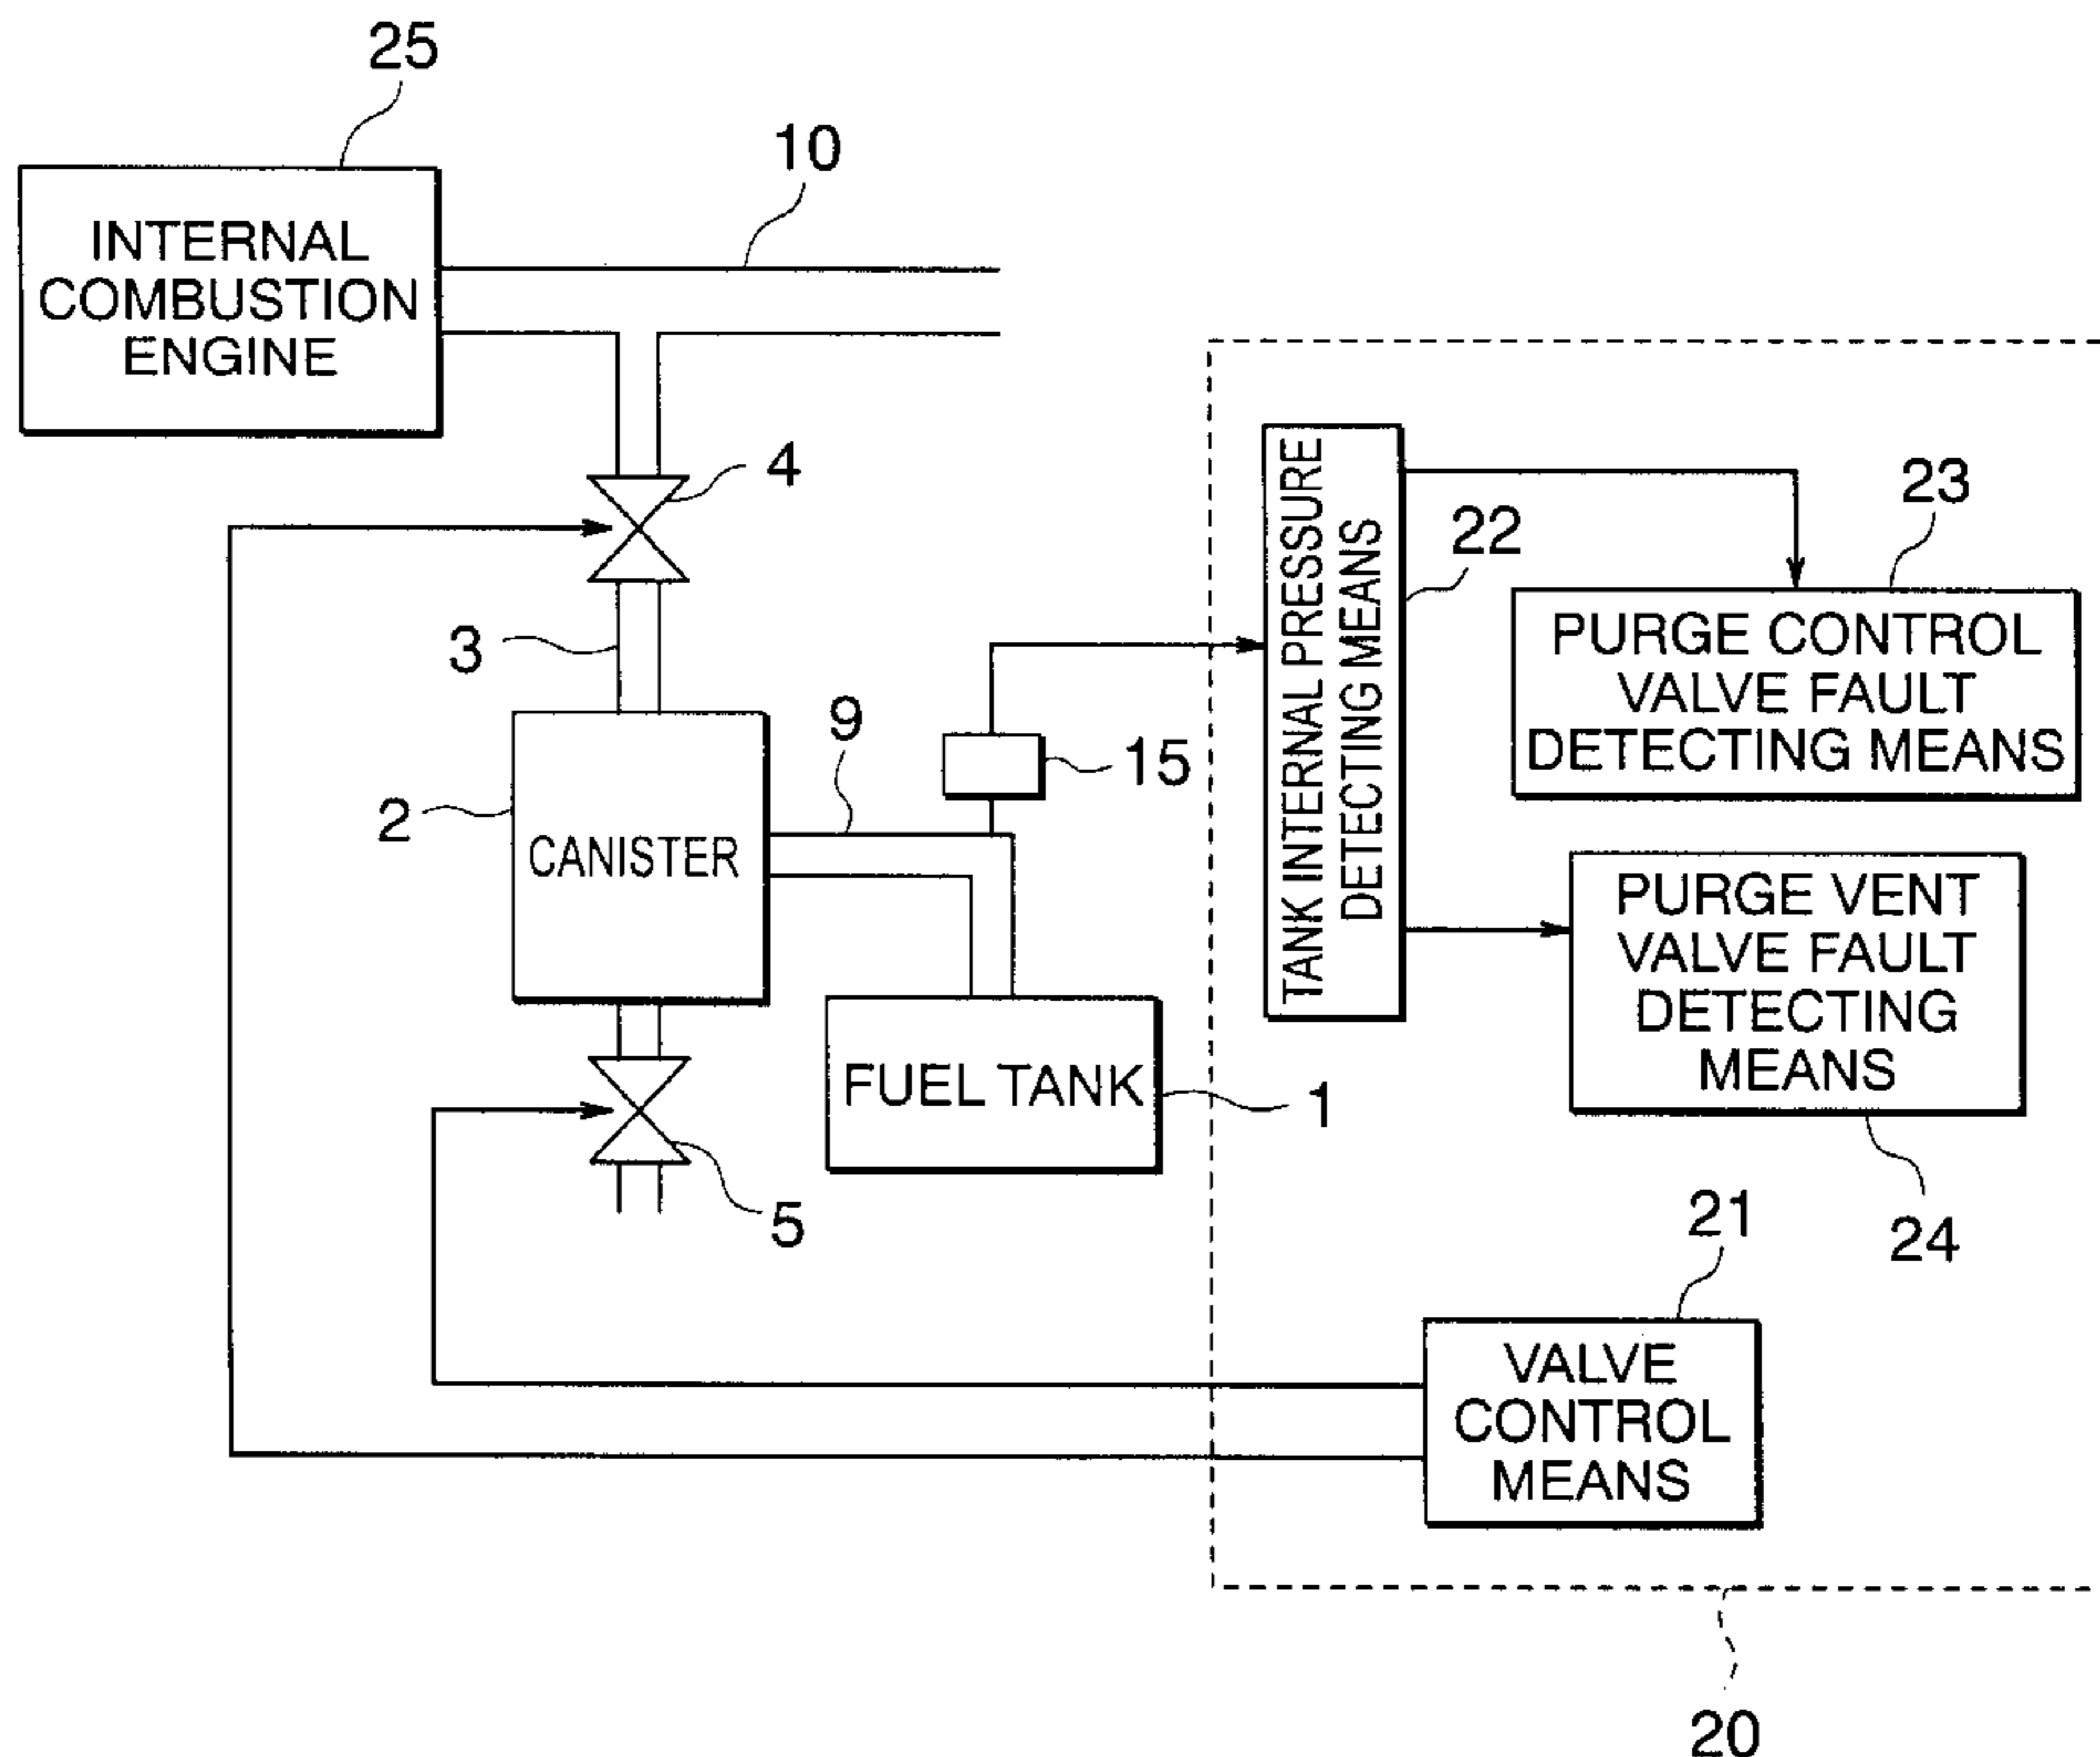 25
10
INTERNAL
COMBUSTION
ENGINE
4
3
9
15
2
CANISTER
FUEL TANK
1
5
TANK INTERNAL PRESSURE
DETECTING MEANS
22
23
PURGE CONTROL
VALVE FAULT
DETECTING MEANS
PURGE VENT
VALVE FAULT
DETECTING
MEANS
24
21
VALVE
CONTROL
MEANS
20